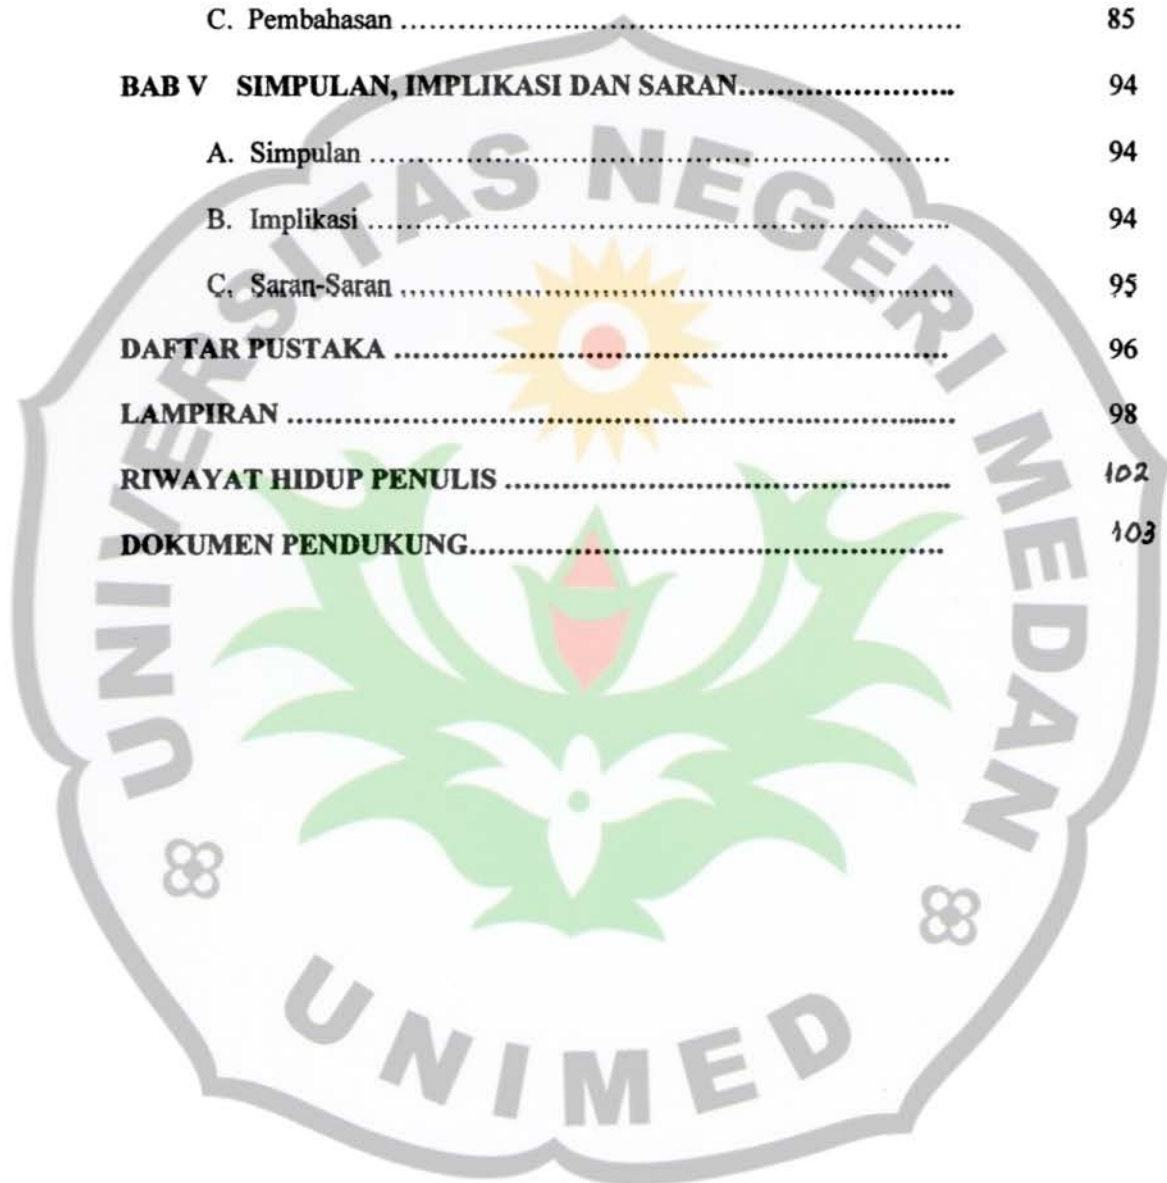 C. Pembahasan ........................................................ 85
BAB V SIMPULAN, IMPLIKASI DAN SARAN...................... 94
A. Simpulan ........................................................... 94
B. Implikasi ........................................................... 94
C. Saran-Saran ........................................................ 95
DAFTAR PUSTAKA ........................................................ 96
LAMPIRAN ................................................................... 98
RIWAYAT HIDUP PENULIS ............................................. 102
DOKUMEN PENDUKUNG................................................ 103
UNIVERSITAS NEGERI MEDAN
UNIMED